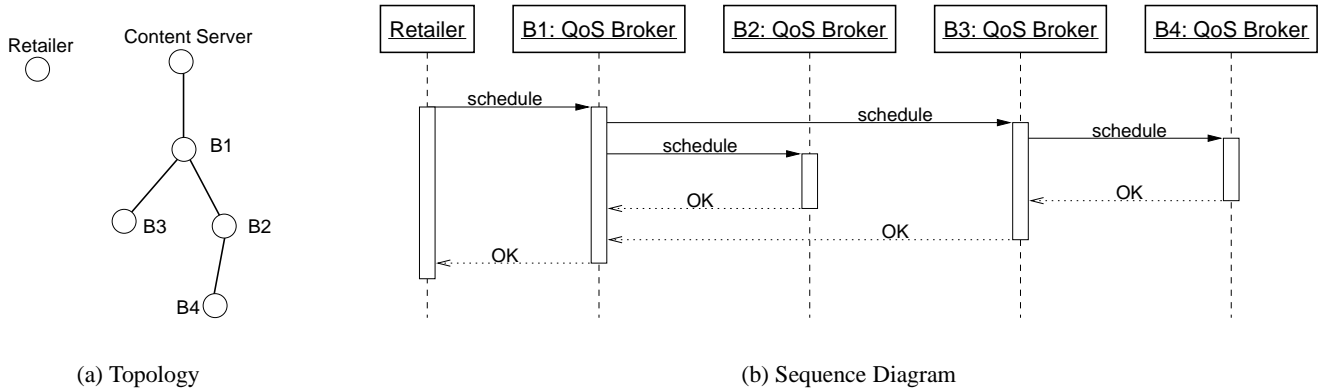 Retailer
Content Server
B1
B3
B2
B4
(a) Topology
Retailer
B1: QoS Broker
B2: QoS Broker
B3: QoS Broker
B4: QoS Broker
schedule
schedule
schedule
schedule
OK
OK
OK
OK
(b) Sequence Diagram